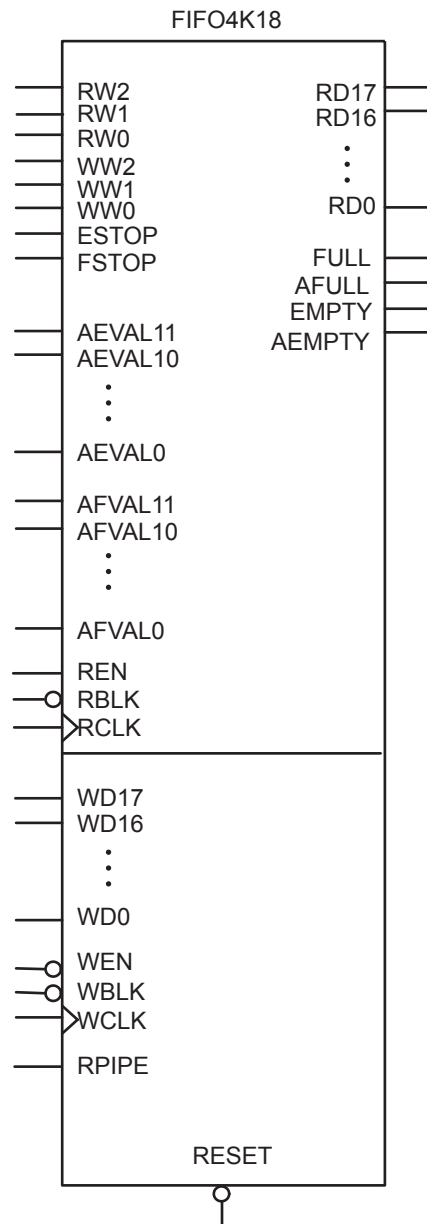 FIFO4K18
RW2
RW1
RW0
WW2
WW1
WW0
ESTOP
FSTOP
AEVAL11
AEVAL10
AEVAL0
AFVAL11
AFVAL10
AFVAL0
REN
RBLK
RCLK
RD17
RD16
RD0
FULL
AFULL
EMPTY
AEMPTY
WD17
WD16
WD0
WEN
WBLK
WCLK
RPIPE
RESET